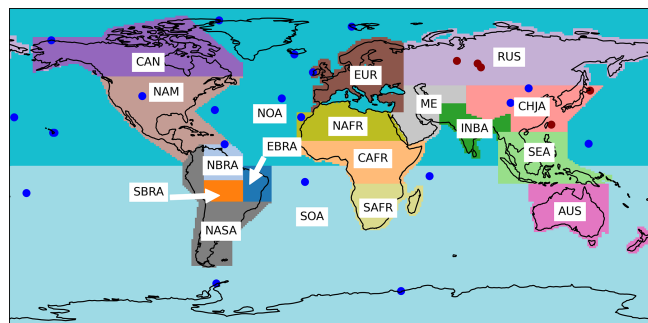 RUS
CAN
EUR
NAM
ME
CHJA
NOA
NAFR
INBA
EBRA
SEA
NBRA
CAFR
SBRA
SAFR
AUS
SOA
NASA